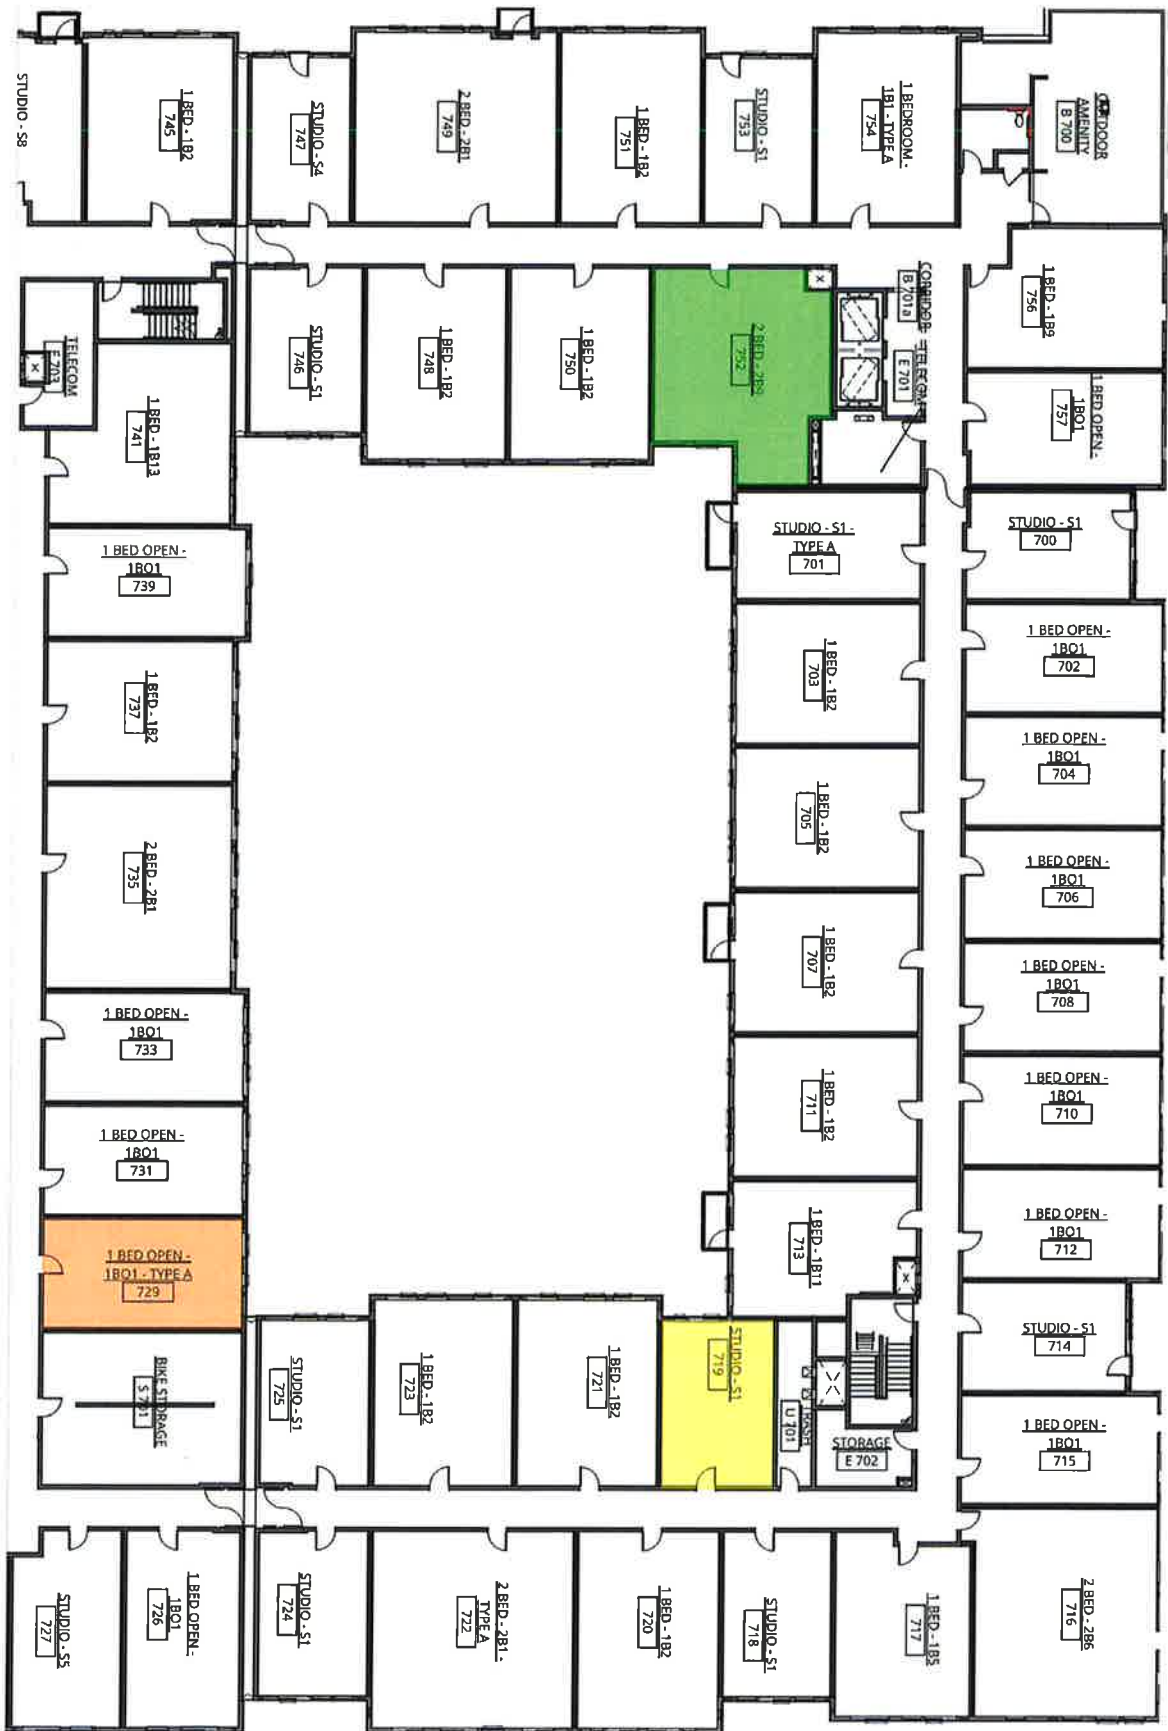 STUDIO - S8
1 BED - 1B2
745
STUDIO - S4
747
2 BED - 2B1
749
1 BED - 1B2
751
STUDIO - S1
753
1 BEDROOM -
1B1 - TYPE A
754
OUTDOOR
AMENITY
B 700
TELECOM
E 703
X
1 BED - 1B13
741
STUDIO - S1
746
1 BED - 1B2
748
1 BED - 1B2
750
2 BED - 2B9
752
X
CORRIDOR
B 701a
TELECOM
E 701
1 BED - 1B9
756
1 BED OPEN -
1BO1
757
1 BED OPEN -
1BO1
739
STUDIO - S1 -
TYPE A
701
STUDIO - S1
700
1 BED - 1B2
737
1 BED - 1B2
703
1 BED OPEN -
1BO1
702
1 BED OPEN -
1BO1
704
2 BED - 2B1
735
1 BED - 1B2
705
1 BED OPEN -
1BO1
706
1 BED - 1B2
707
1 BED OPEN -
1BO1
708
1 BED OPEN -
1BO1
733
1 BED - 1B2
711
1 BED OPEN -
1BO1
710
1 BED OPEN -
1BO1
731
1 BED - 1B11
713
X
1 BED OPEN -
1BO1
712
1 BED OPEN -
1BO1 - TYPE A
729
STUDIO - S1
714
BIKE STORAGE
S 701
STUDIO - S1
725
1 BED - 1B2
723
1 BED - 1B2
721
STUDIO - S1
719
TRASH
U 701
STORAGE
E 702
1 BED OPEN -
1BO1
715
STUDIO - S5
727
1 BED OPEN -
1BO1
726
STUDIO - S1
724
2 BED - 2B1 -
TYPE A
722
1 BED - 1B2
720
STUDIO - S1
718
1 BED - 1B5
717
2 BED - 2B6
716